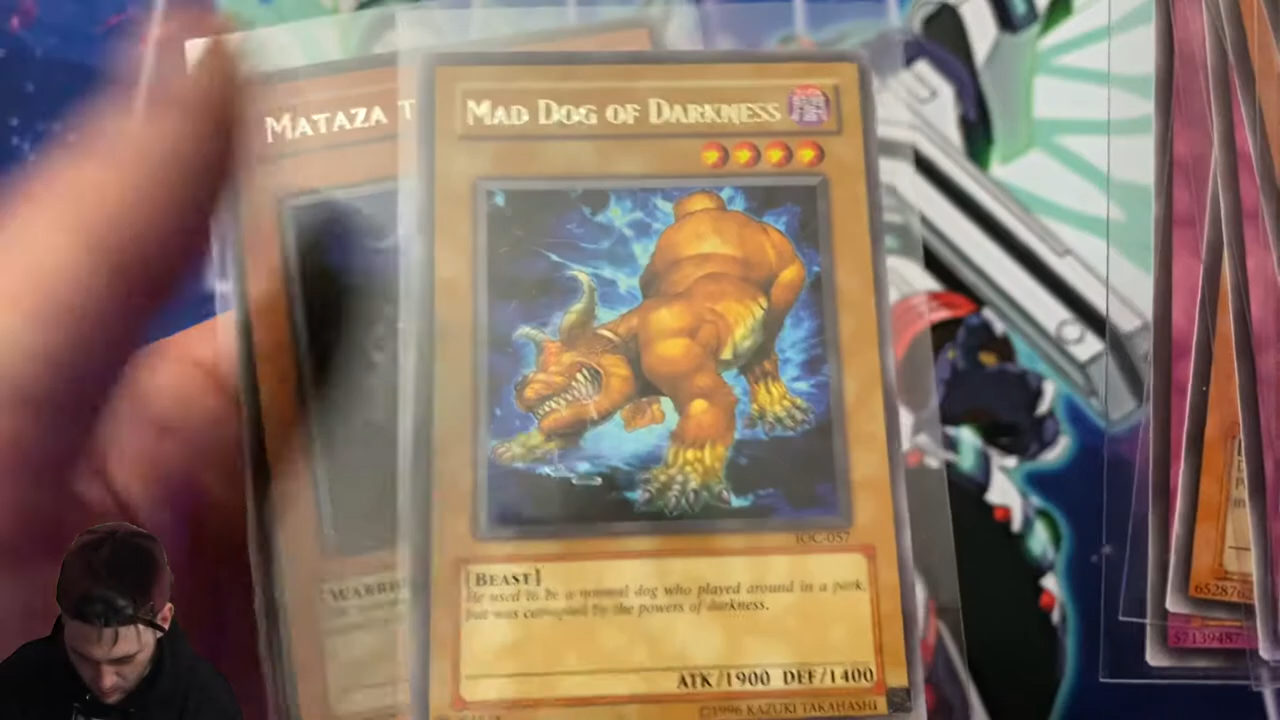 MATAZA T
MAD DOG OF DARKNESS
IOC-057
[BEAST]
He used to be a normal dog who played around in a park,
but was corrupted by the powers of darkness.
ATK/1900 DEF/1400
©1996 KAZUKI TAKAHASHI
WARRI
6528762
57139487